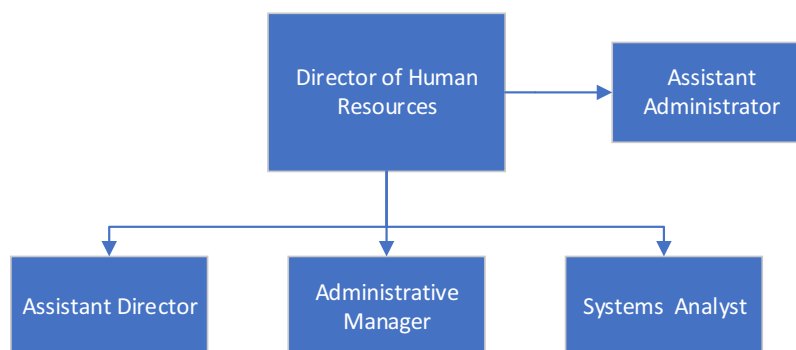 Director of Human
Resources
Assistant
Administrator
Assistant Director
Administrative
Manager
Systems  Analyst